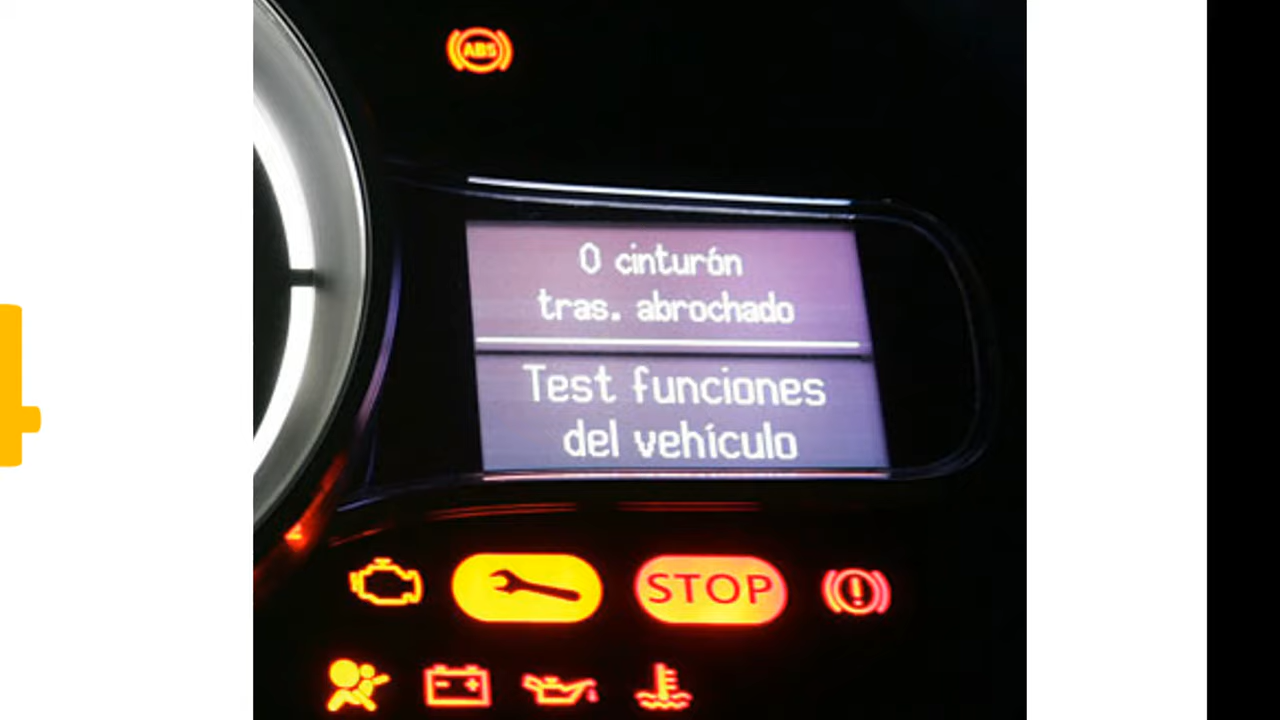 ABS
0 cinturón
tras. abrochado
Test funciones
del vehículo
STOP